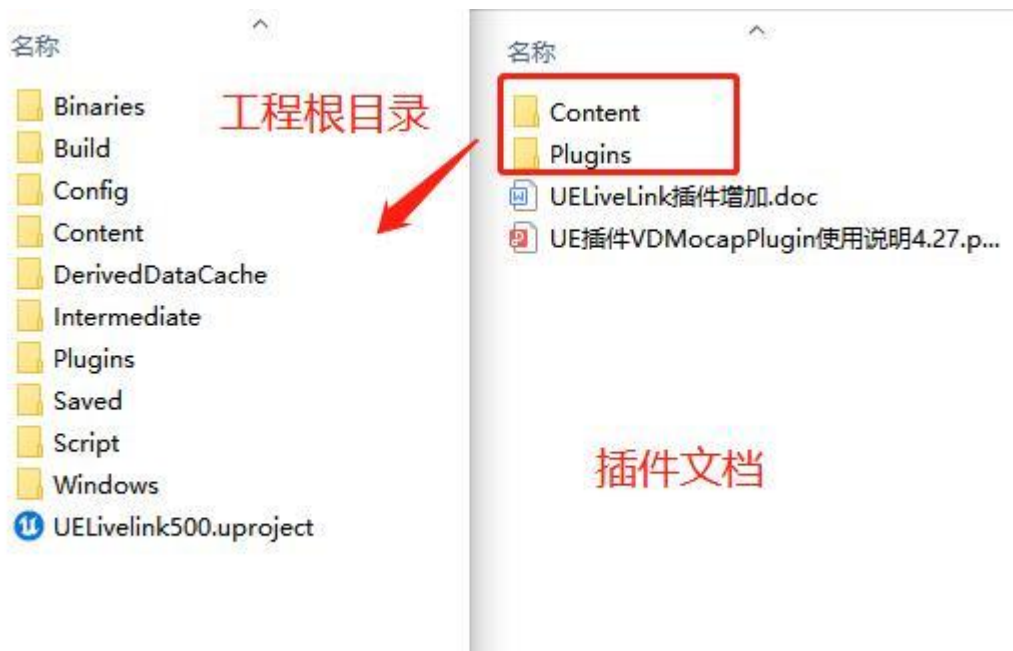 名称
Binaries
Build
Config
Content
DerivedDataCache
Intermediate
Plugins
Saved
Script
Windows
UELivelink500.uproject
工程根目录
名称
Content
Plugins
UELiveLink插件增加.doc
UE插件VDMocapPlugin使用说明4.27.p...
插件文档